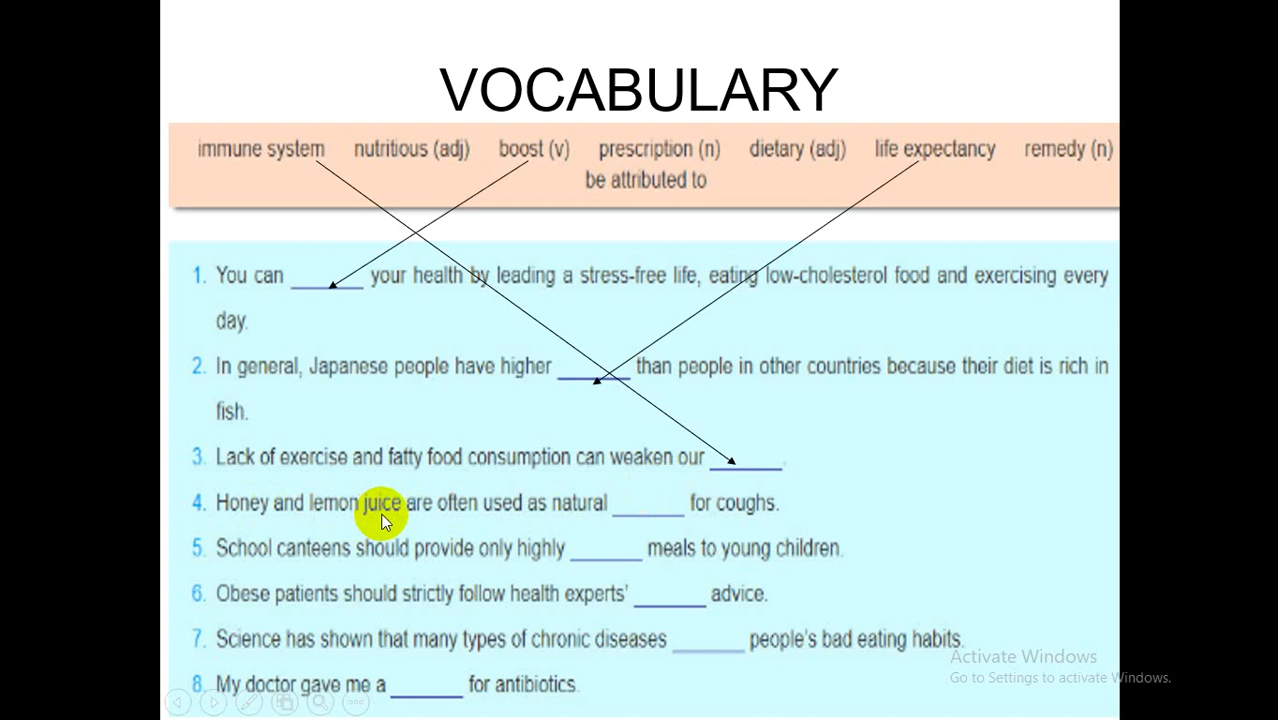 VOCABULARY
immune system nutritious (adj) boost (v) prescription (n) dietary (adj) life expectancy remedy (n)
be attributed to
1. You can ______ your health by leading a stress-free life, eating low-cholesterol food and exercising every
day.
2. In general, Japanese people have higher ______ than people in other countries because their diet is rich in
fish.
3. Lack of exercise and fatty food consumption can weaken our ______.
4. Honey and lemon juice are often used as natural ______ for coughs.
5. School canteens should provide only highly ______ meals to young children.
6. Obese patients should strictly follow health experts' ______ advice.
7. Science has shown that many types of chronic diseases ______ people's bad eating habits.
8. My doctor gave me a ______ for antibiotics.
Activate Windows
Go to Settings to activate Windows.